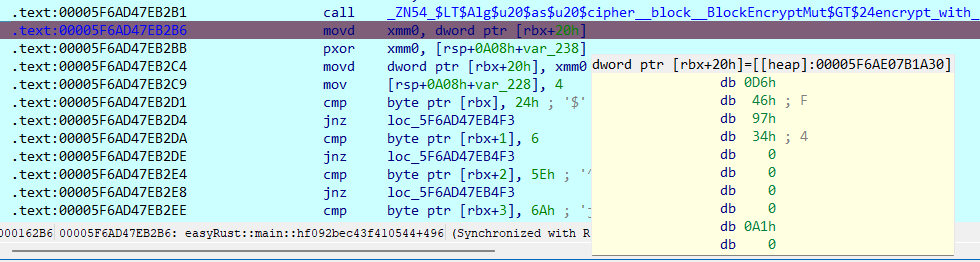 .text:00005F6AD47EB2B1 call _ZN54_$LT$Alg$u20$as$u20$cipher__block__BlockEncryptMut$GT$24encrypt_with_
.text:00005F6AD47EB2B6 movd xmm0, dword ptr [rbx+20h]
.text:00005F6AD47EB2BB pxor xmm0, [rsp+0A08h+var_238]
.text:00005F6AD47EB2C4 movd dword ptr [rbx+20h], xmm0
.text:00005F6AD47EB2C9 mov [rsp+0A08h+var_228], 4
.text:00005F6AD47EB2D1 cmp byte ptr [rbx], 24h ; '$'
.text:00005F6AD47EB2D4 jnz loc_5F6AD47EB4F3
.text:00005F6AD47EB2DA cmp byte ptr [rbx+1], 6
.text:00005F6AD47EB2DE jnz loc_5F6AD47EB4F3
.text:00005F6AD47EB2E4 cmp byte ptr [rbx+2], 5Eh ; '^
.text:00005F6AD47EB2E8 jnz loc_5F6AD47EB4F3
.text:00005F6AD47EB2EE cmp byte ptr [rbx+3], 6Ah ; 'j
dword ptr [rbx+20h]=[[heap]:00005F6AE07B1A30]
db 0D6h
db 46h ; F
db 97h
db 34h ; 4
db 0
db 0
db 0
db 0A1h
db 0
000162B6 00005F6AD47EB2B6: easyRust::main::hf092bec43f410544+496 (Synchronized with R